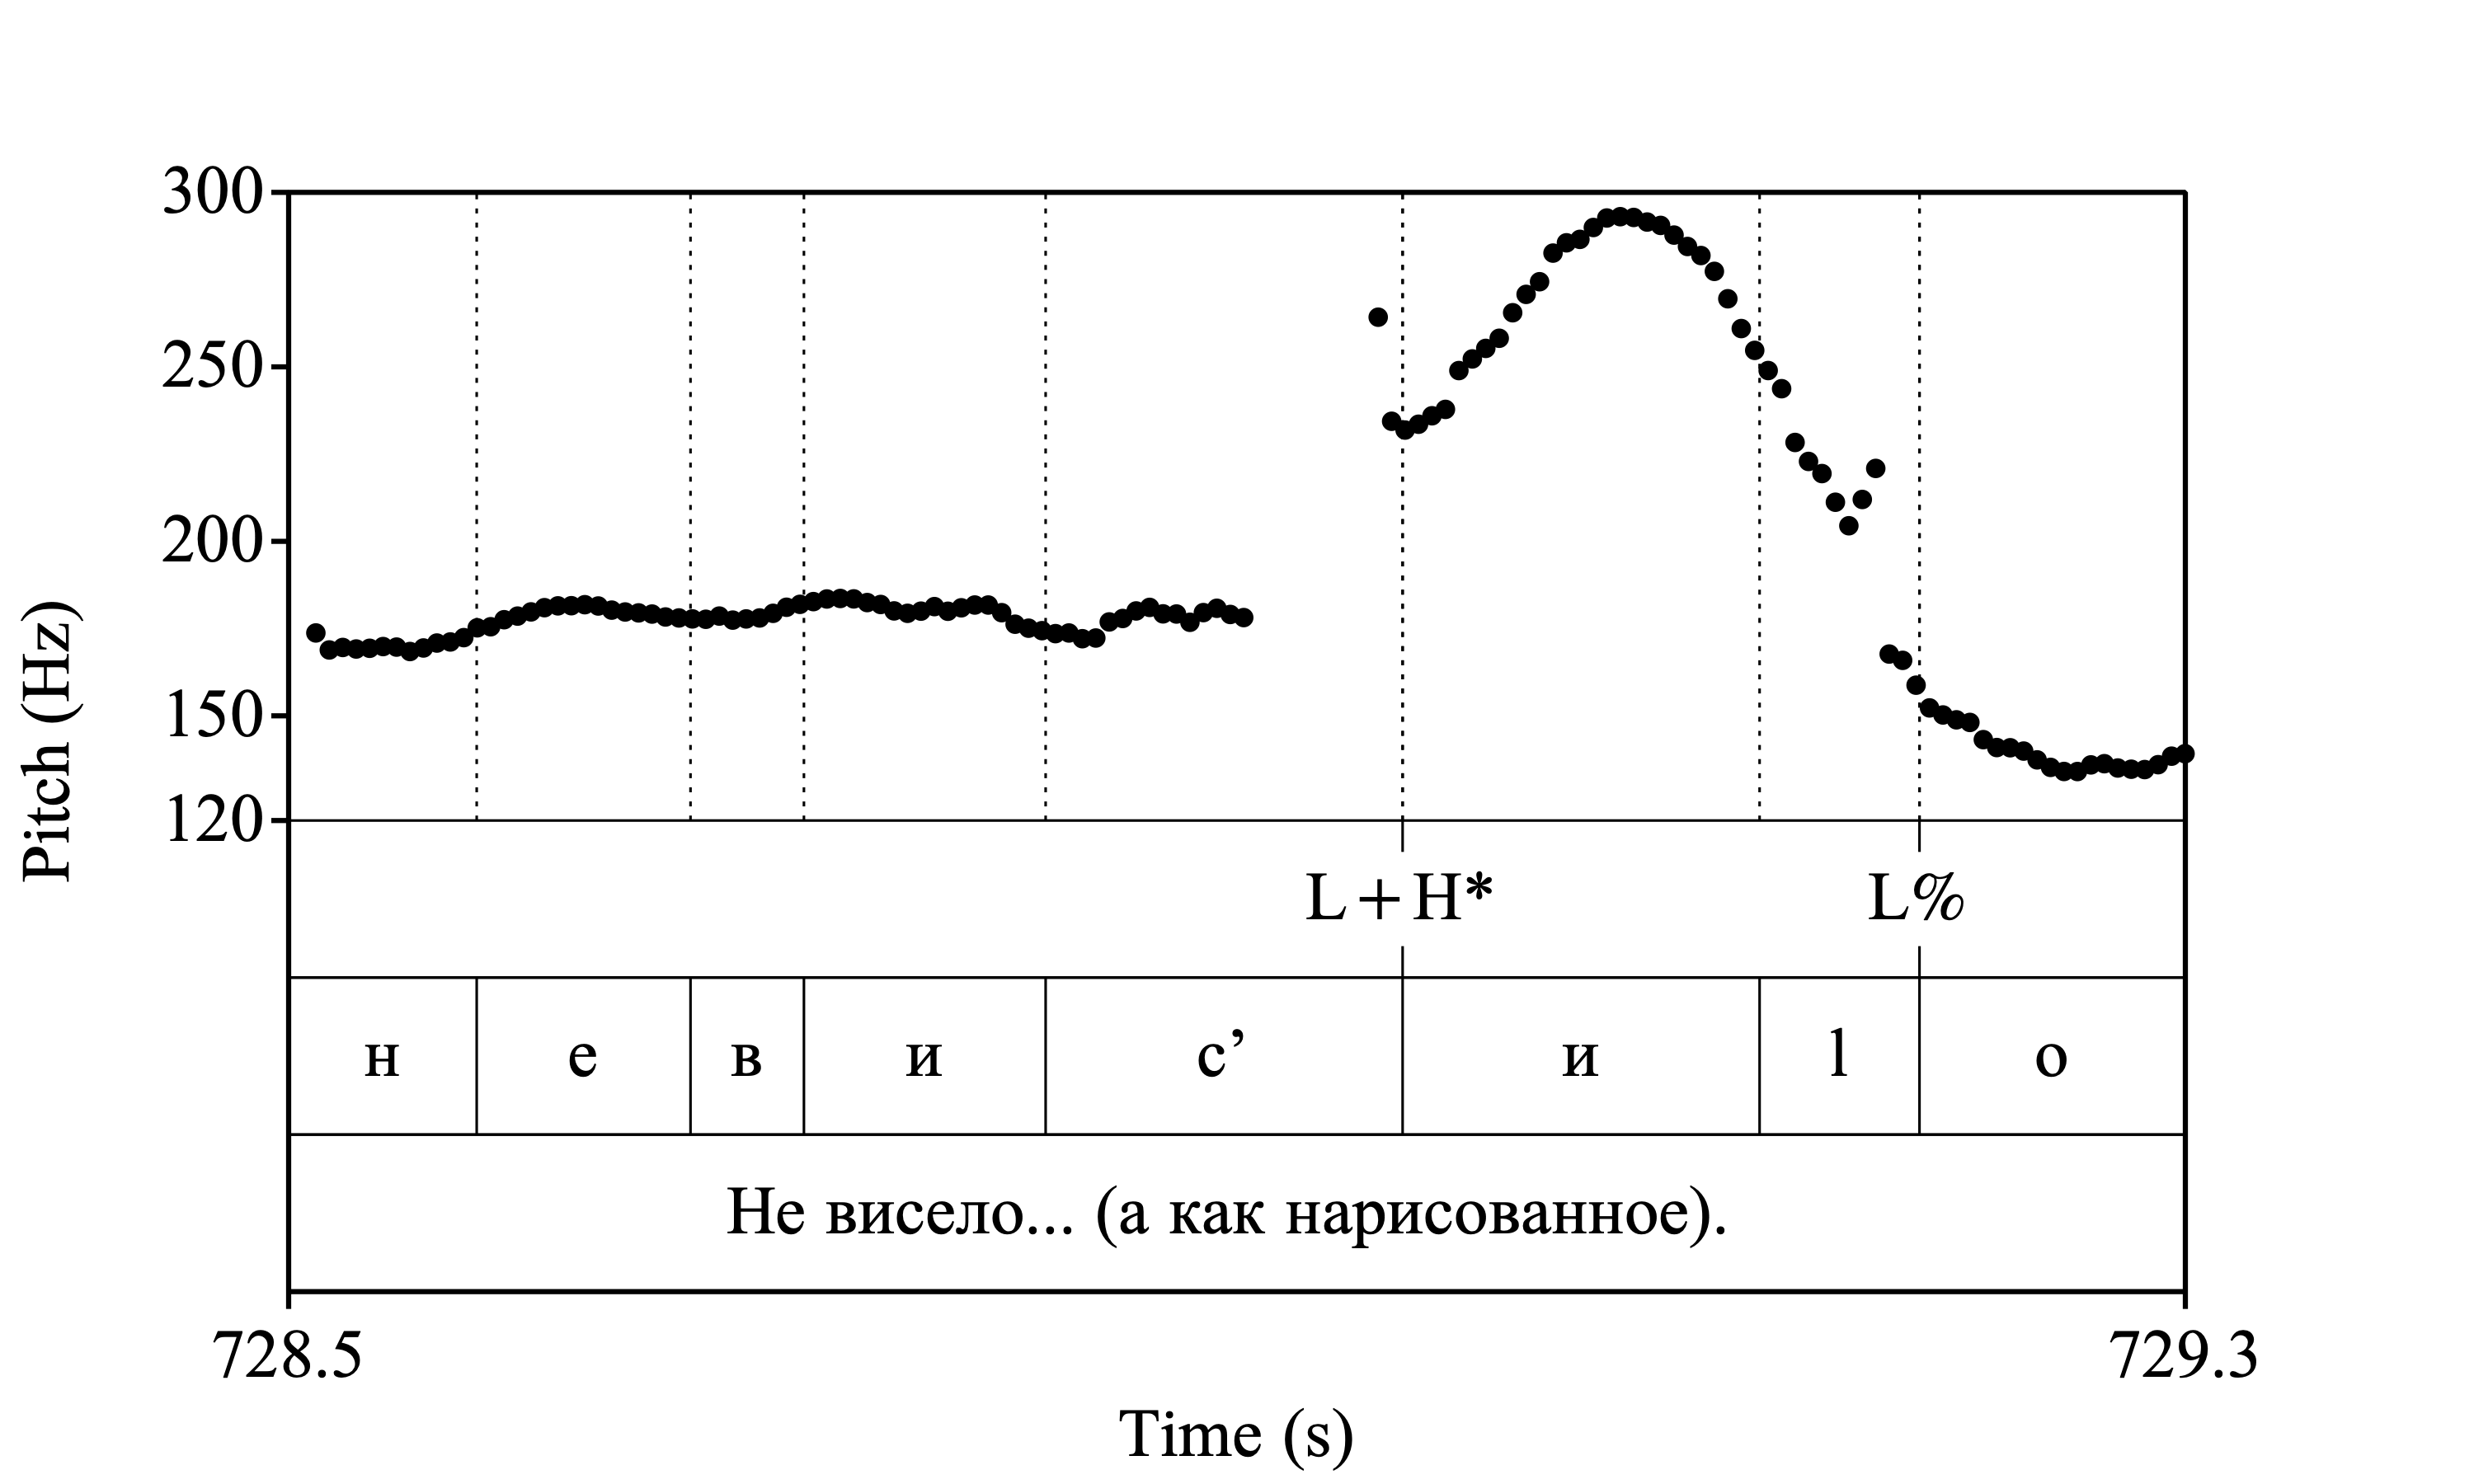 300
250
200
150
120
Pitch (Hz)
L+H* L%
н е в и с’ и l о
Не висело... (а как нарисованное).
728.5 729.3
Time (s)